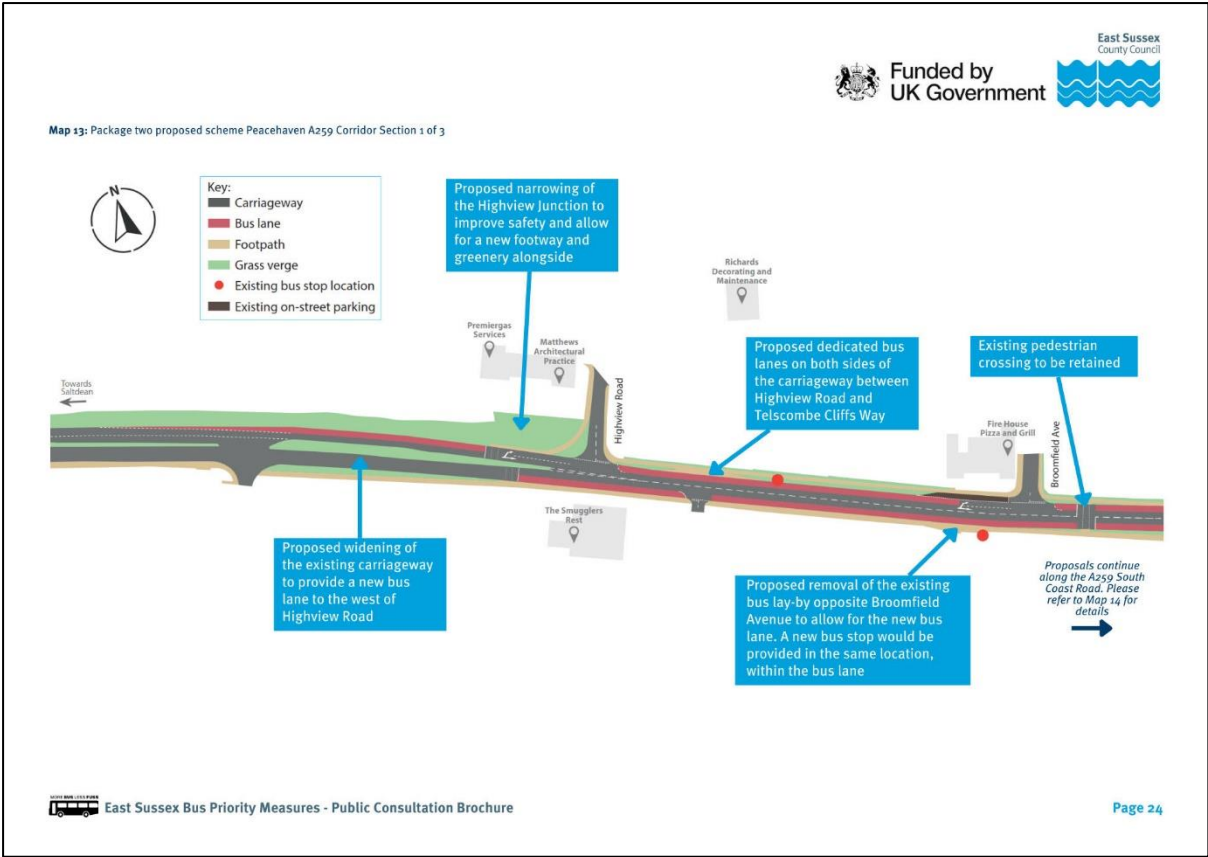 East Sussex
County Council
Funded by
UK Government
Map 13: Package two proposed scheme Peacehaven A259 Corridor Section 1 of 3
N
Key:
Carriageway
Bus lane
Footpath
Grass verge
Existing bus stop location
Existing on-street parking
Proposed narrowing of
the Highview Junction to
improve safety and allow
for a new footway and
greenery alongside
Richards
Decorating and
Maintenance
Premiergas
Services
Matthews
Architectural
Practice
Proposed dedicated bus
lanes on both sides of
the carriageway between
Highview Road and
Telscombe Cliffs Way
Existing pedestrian
crossing to be retained
Towards
Saltdean
Highview Road
Fire House
Pizza and Grill
Broomfield Ave
The Smugglers
Rest
Proposed widening of
the existing carriageway
to provide a new bus
lane to the west of
Highview Road
Proposed removal of the existing
bus lay-by opposite Broomfield
Avenue to allow for the new bus
lane. A new bus stop would be
provided in the same location,
within the bus lane
Proposals continue
along the A259 South
Coast Road. Please
refer to Map 14 for
details
East Sussex Bus Priority Measures - Public Consultation Brochure
Page 24